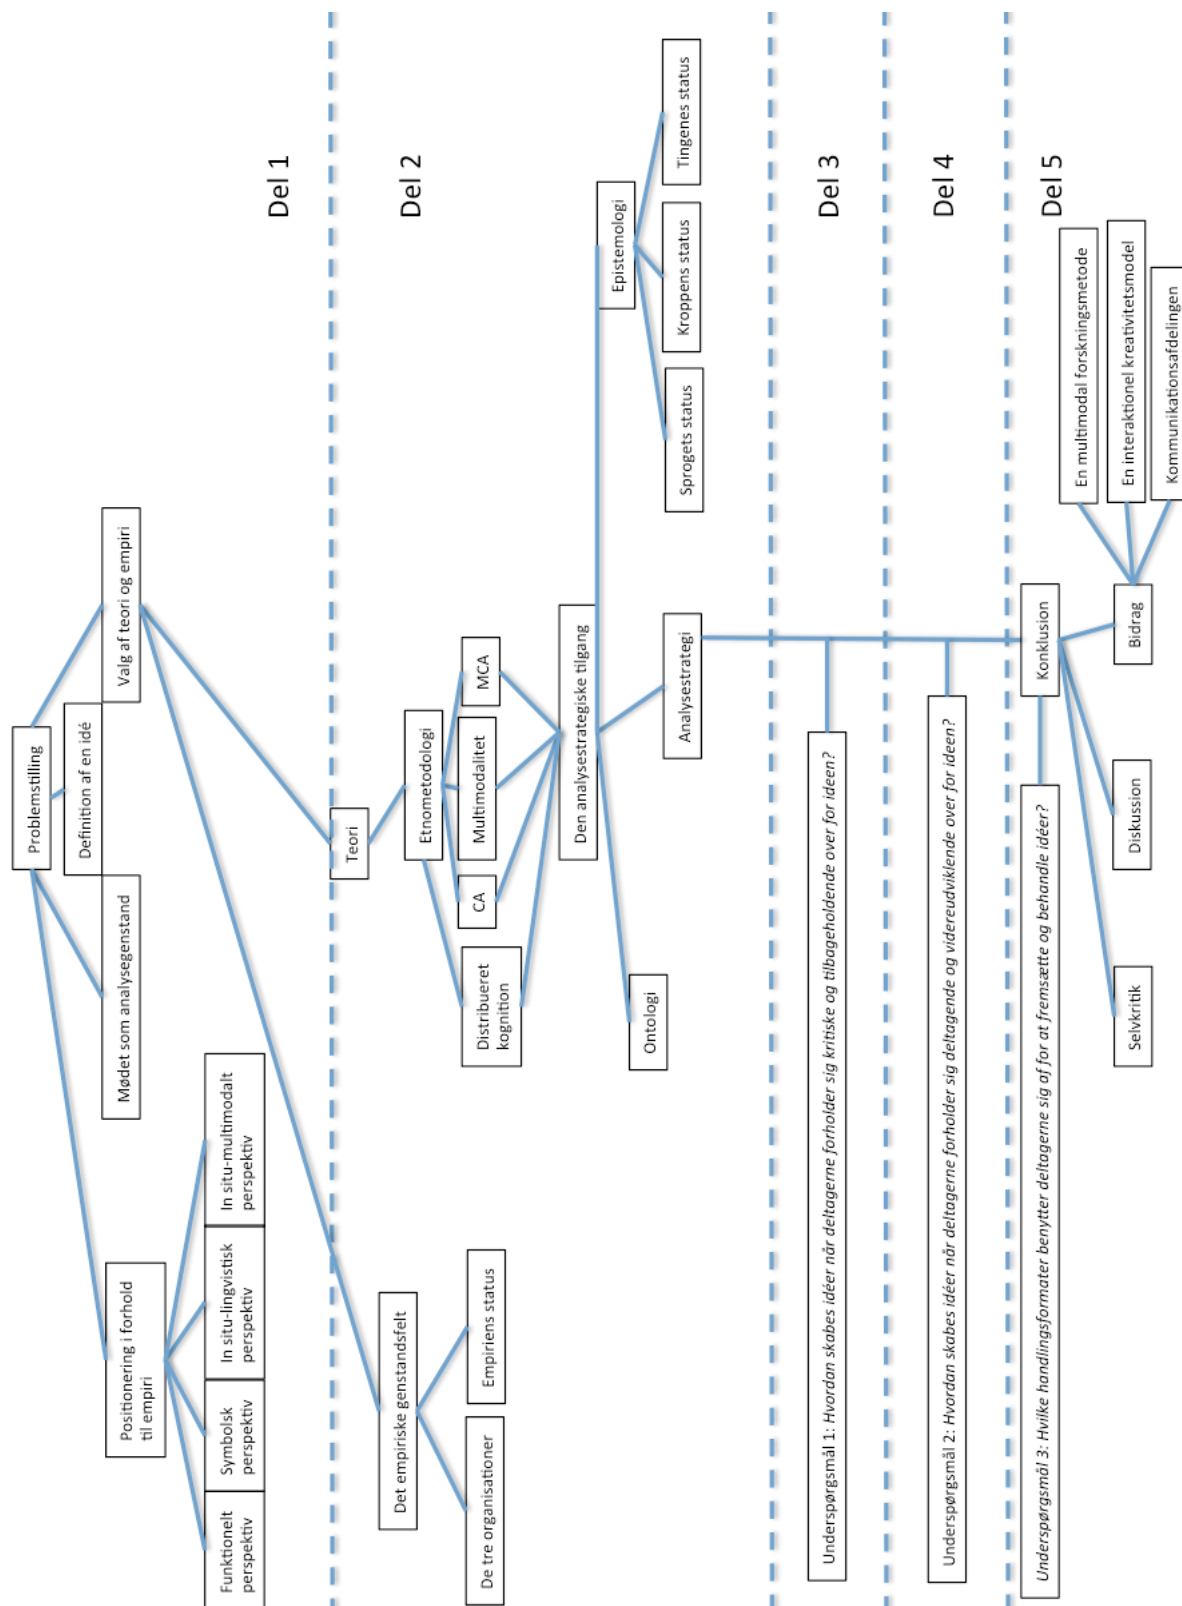 Problemstilling
Positionering i forhold
til empiri
Mødet som analysegenstand
Definition af en idé
Valg af teori og empiri
Funktionelt
perspektiv
Symbolsk
perspektiv
In situ-lingvistisk
perspektiv
In situ-multimodalt
perspektiv
Del 1
Teori
Del 2
Det empiriske genstandsfelt
Etnometodologi
De tre organisationer
Empiriens status
Distribueret
kognition
CA
Multimodalitet
MCA
Den analysestrategiske tilgang
Epistemologi
Ontologi
Analysestrategi
Sprogets status
Kroppens status
Tingenes status
Underspørgsmål 1: Hvordan skabes idéer når deltagerne forholder sig kritiske og tilbageholdende over for ideen?
Del 3
Underspørgsmål 2: Hvordan skabes idéer når deltagerne forholder sig deltagende og videreudviklende over for ideen?
Del 4
Underspørgsmål 3: Hvilke handlingsformater benytter deltagerne sig af for at fremsætte og behandle idéer?
Konklusion
Del 5
Selvkritik
Diskussion
Bidrag
En multimodal forskningsmetode
En interaktionel kreativitetsmodel
Kommunikationsafdelingen